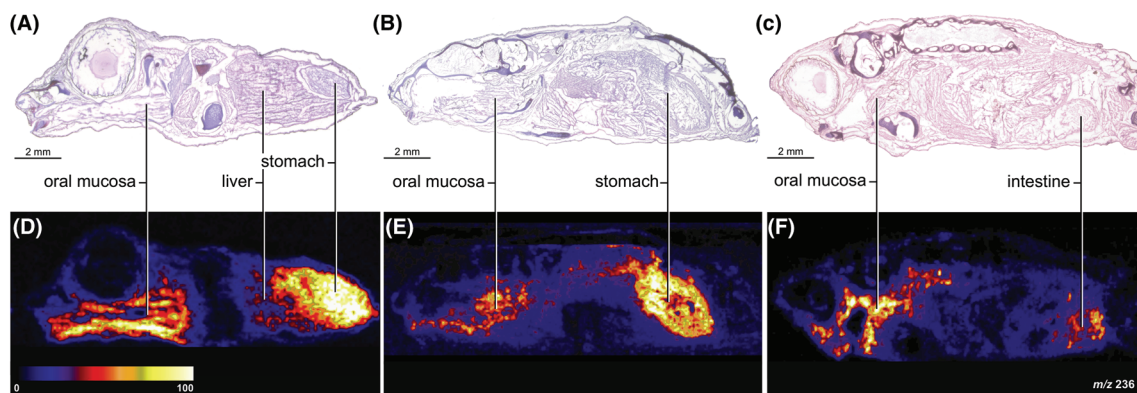 (A)
(B)
(c)
2 mm
2 mm
2 mm
stomach
oral mucosa
liver
oral mucosa
stomach
oral mucosa
intestine
(D)
(E)
(F)
0
100
m/z 236